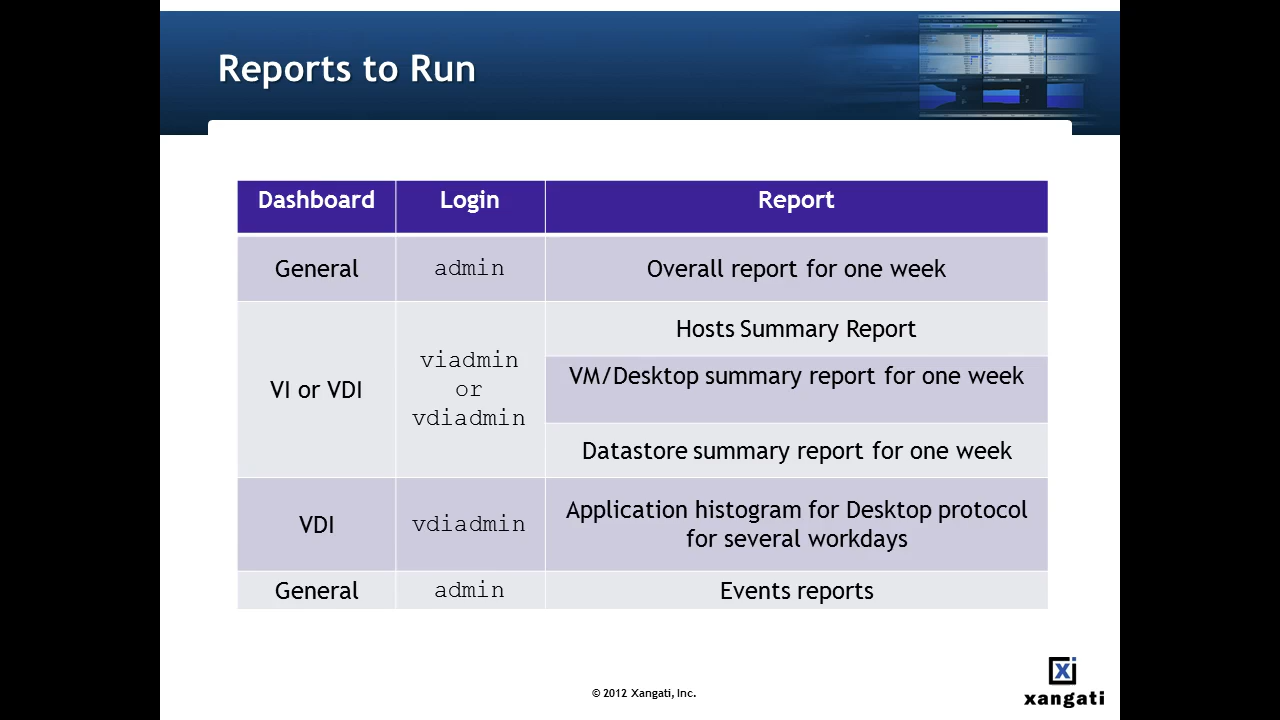 Reports to Run
Dashboard Login Report
General admin Overall report for one week
VI or VDI
viadmin
or
vdiadmin
Hosts Summary Report
VM/Desktop summary report for one week
Datastore summary report for one week
VDI vdiadmin
Application histogram for Desktop protocol
for several workdays
General admin Events reports
© 2012 Xangati, Inc.
xi
xangati